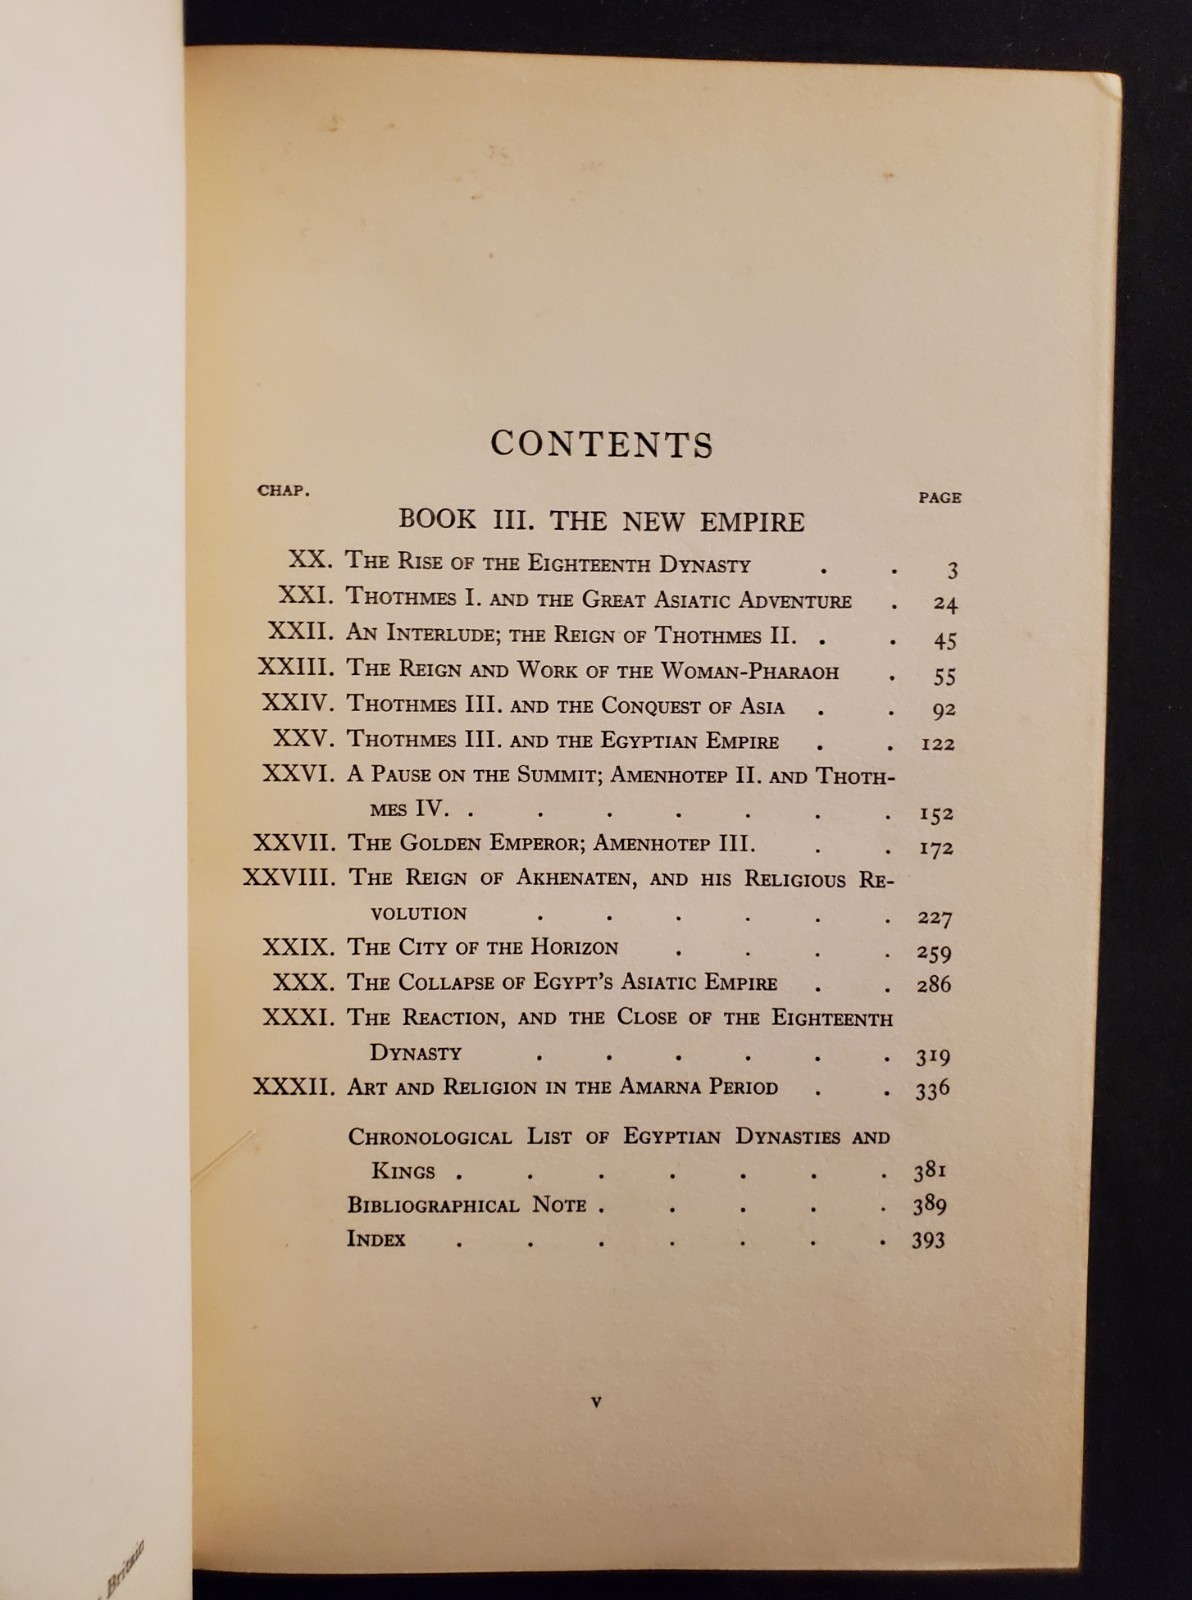 CONTENTS
CHAP. PAGE
BOOK III. THE NEW EMPIRE
XX. THE RISE OF THE EIGHTEENTH DYNASTY . . 3
XXI. THOTHMES I. AND THE GREAT ASIATIC ADVENTURE . 24
XXII. AN INTERLUDE; THE REIGN OF THOTHMES II. . . 45
XXIII. THE REIGN AND WORK OF THE WOMAN-PHARAOH . 55
XXIV. THOTHMES III. AND THE CONQUEST OF ASIA . . 92
XXV. THOTHMES III. AND THE EGYPTIAN EMPIRE . . 122
XXVI. A PAUSE ON THE SUMMIT; AMENHOTEP II. AND THOTH-
MES IV. . . . . . . . 152
XXVII. THE GOLDEN EMPEROR; AMENHOTEP III. . . 172
XXVIII. THE REIGN OF AKHENATEN, AND HIS RELIGIOUS RE-
VOLUTION . . . . . . 227
XXIX. THE CITY OF THE HORIZON . . . . 259
XXX. THE COLLAPSE OF EGYPT'S ASIATIC EMPIRE . . 286
XXXI. THE REACTION, AND THE CLOSE OF THE EIGHTEENTH
DYNASTY . . . . . . 319
XXXII. ART AND RELIGION IN THE AMARNA PERIOD . . 336
CHRONOLOGICAL LIST OF EGYPTIAN DYNASTIES AND
KINGS . . . . . . . 381
BIBLIOGRAPHICAL NOTE . . . . . 389
INDEX . . . . . . . 393
v
Britain